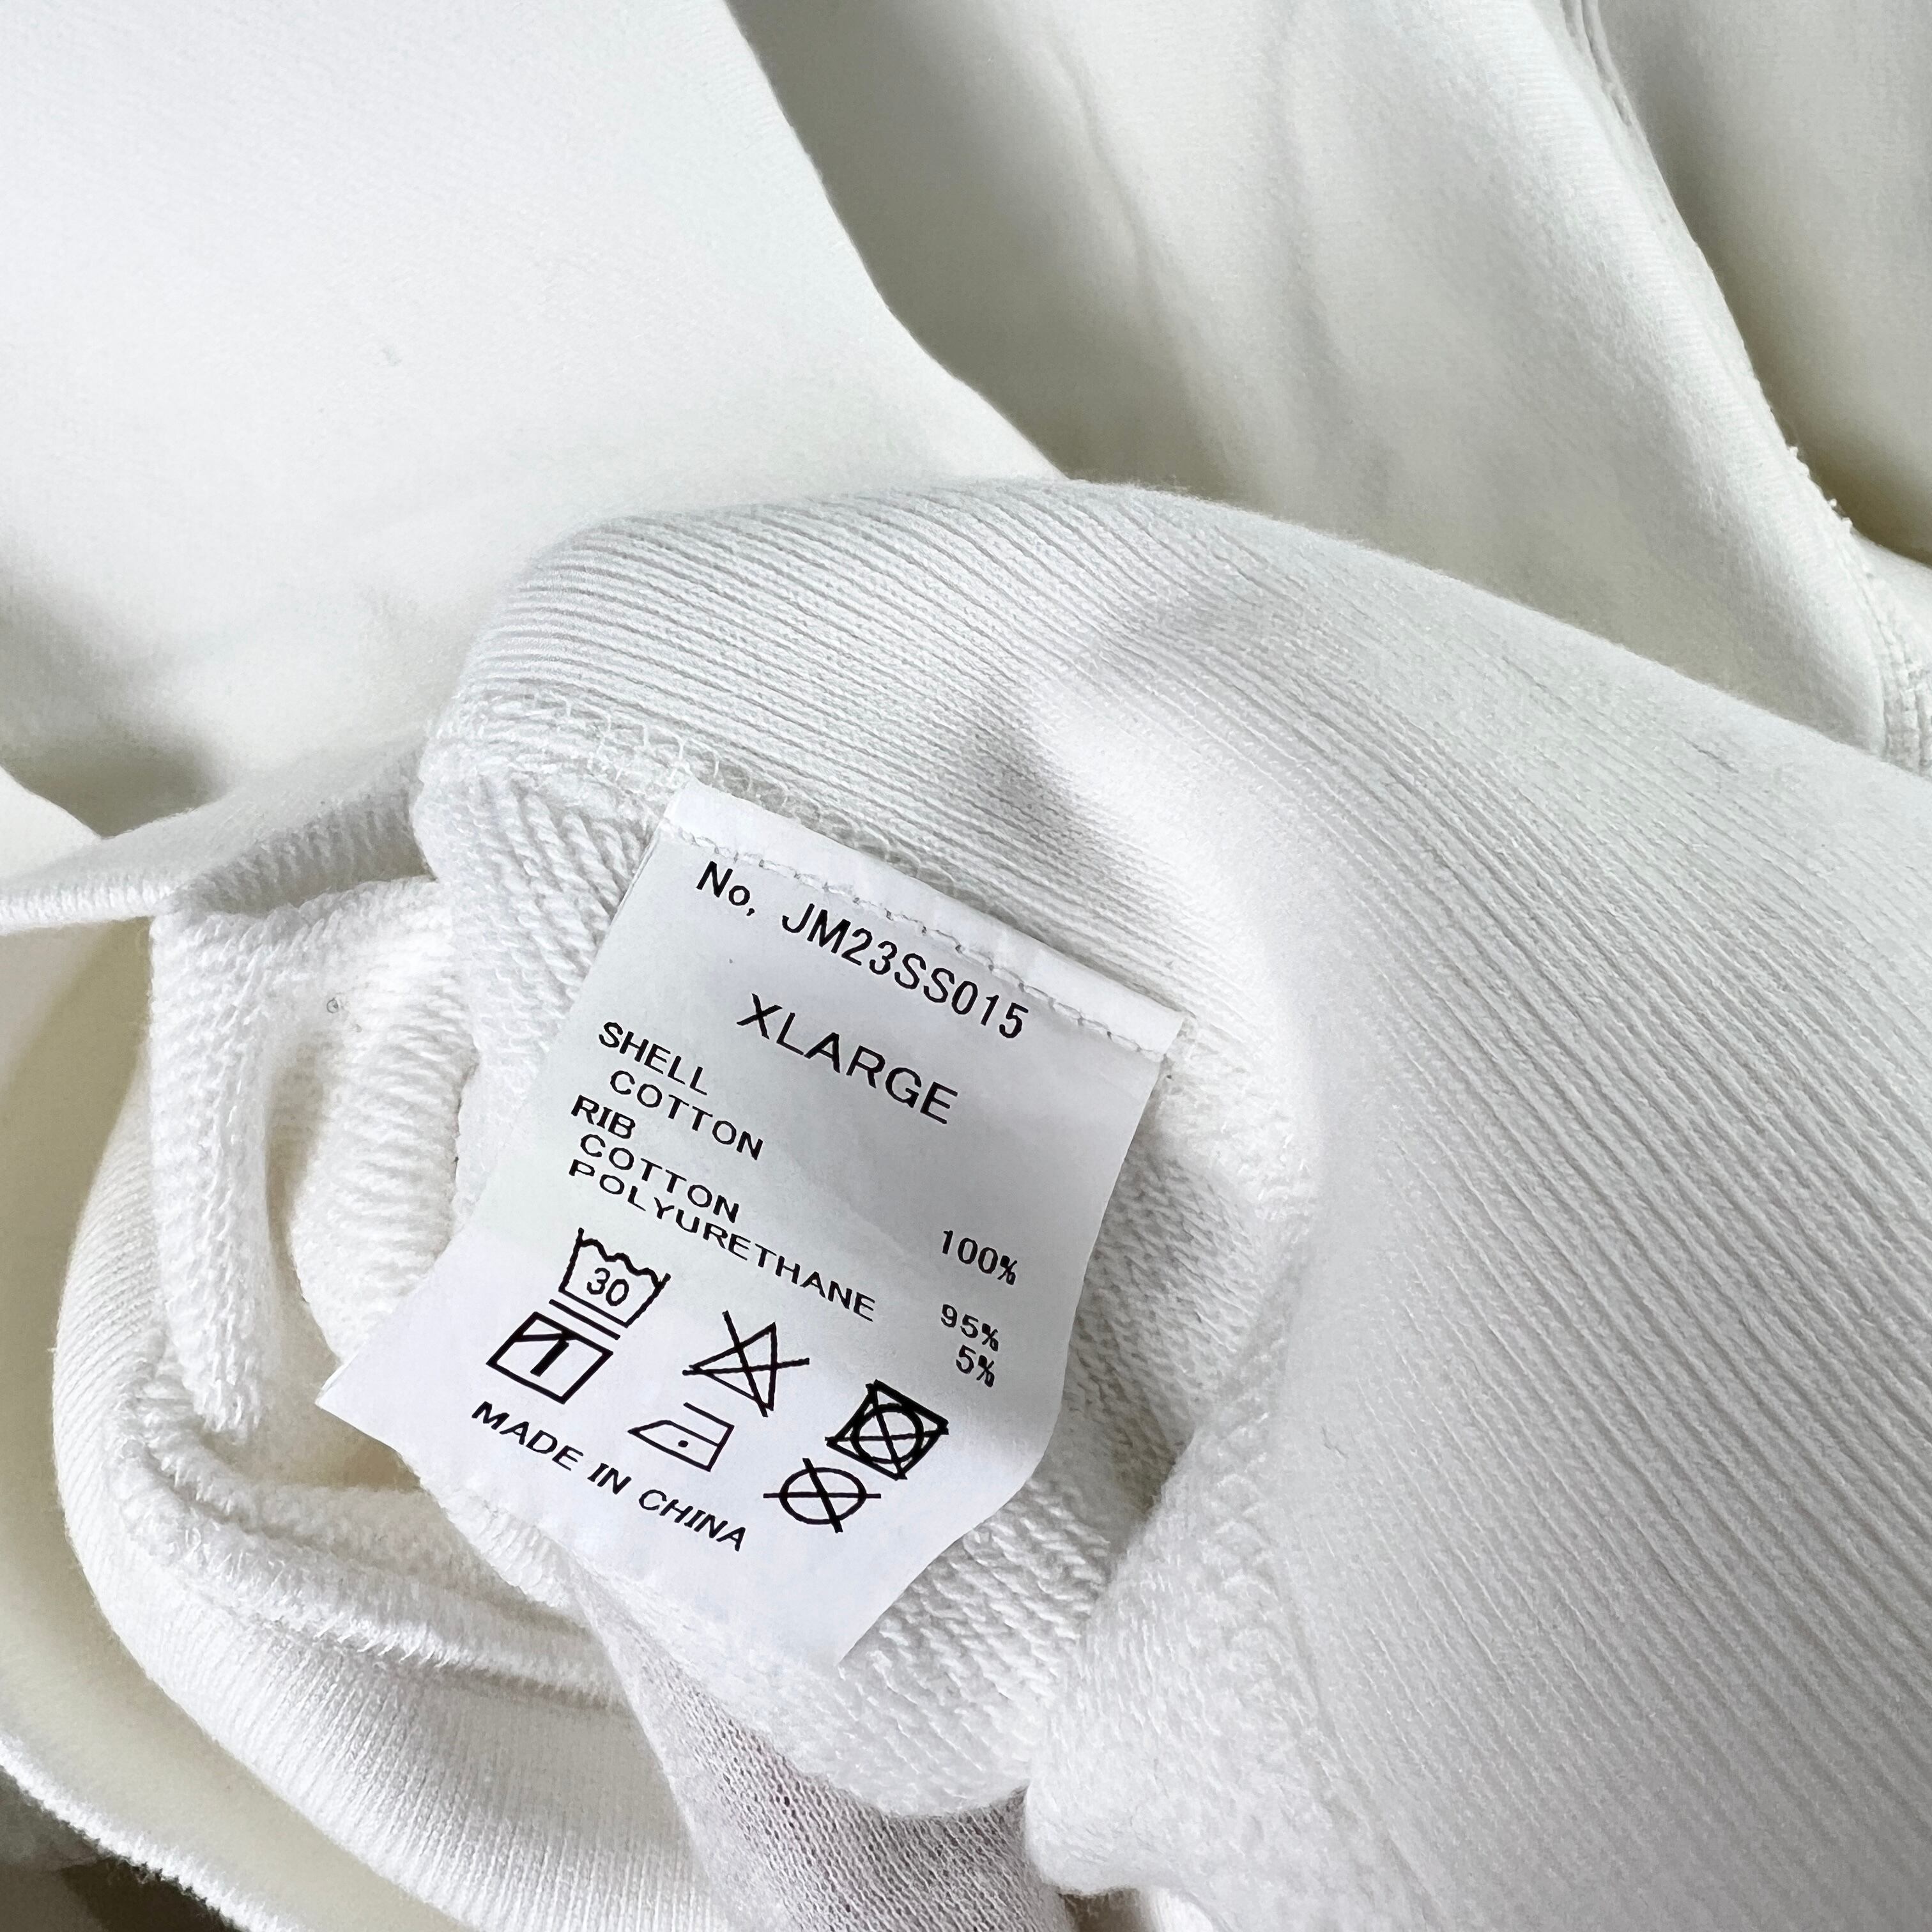 No, JM23SS015
XLARGE
SHELL
COTTON 100%
RIB
COTTON 95%
POLYURETHANE 5%
30
MADE IN CHINA